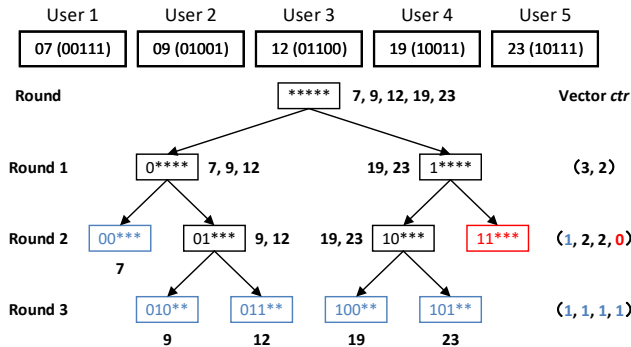 User 1 User 2 User 3 User 4 User 5
07 (00111) 09 (01001) 12 (01100) 19 (10011) 23 (10111)
Round ***** 7, 9, 12, 19, 23 Vector ctr
Round 1 0**** 7, 9, 12 19, 23 1**** (3, 2)
Round 2 00*** 01*** 9, 12 19, 23 10*** 11*** (1, 2, 2, 0)
7
Round 3 010** 011** 100** 101** (1, 1, 1, 1)
9 12 19 23